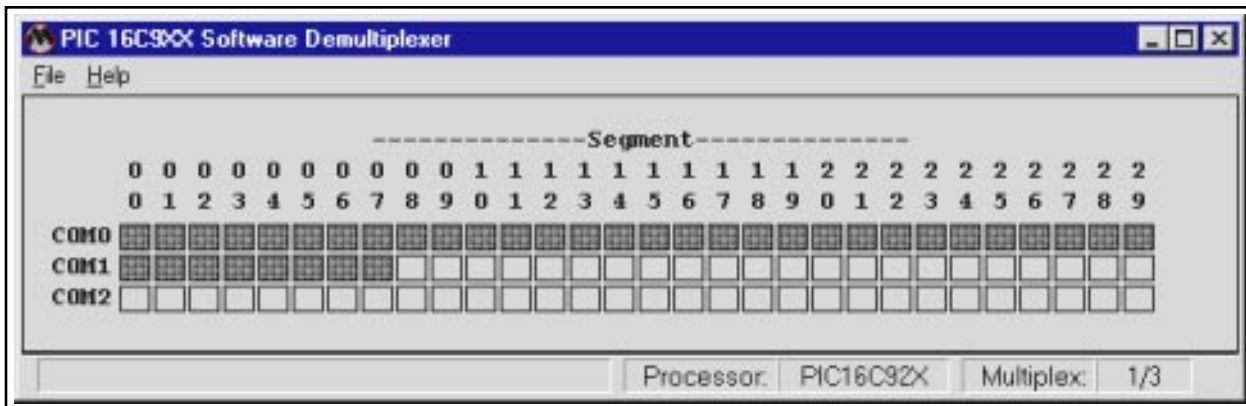 PIC 16C9XX Software Demultiplexer
File Help
--------------Segment--------------
0 0 0 0 0 0 0 0 0 0 1 1 1 1 1 1 1 1 1 1 2 2 2 2 2 2 2 2 2 2
0 1 2 3 4 5 6 7 8 9 0 1 2 3 4 5 6 7 8 9 0 1 2 3 4 5 6 7 8 9
COM0
COM1
COM2
Processor: PIC16C92X Multiplex: 1/3